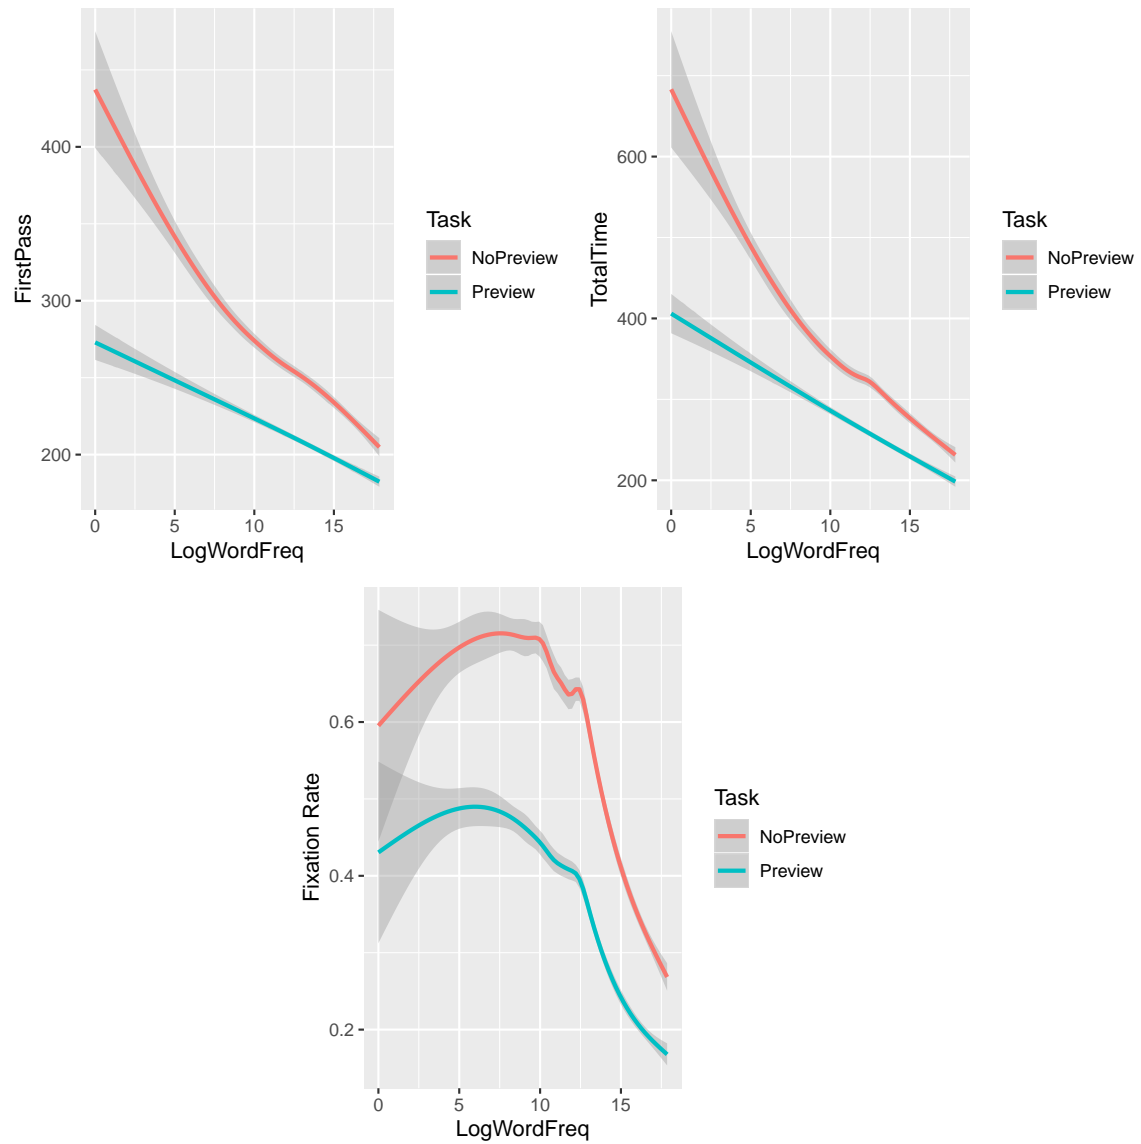 FirstPass
400
300
200
0 5 10 15
LogWordFreq
Task
NoPreview
Preview
TotalTime
600
400
200
0 5 10 15
LogWordFreq
Task
NoPreview
Preview
Fixation Rate
0.6
0.4
0.2
0 5 10 15
LogWordFreq
Task
NoPreview
Preview